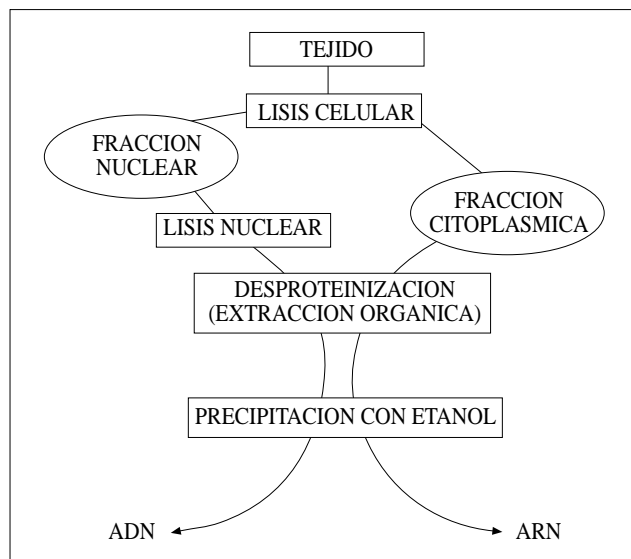 TEJIDO
LISIS CELULAR
FRACCION
NUCLEAR
FRACCION
CITOPLASMICA
LISIS NUCLEAR
DESPROTEINIZACION
(EXTRACCION ORGANICA)
PRECIPITACION CON ETANOL
ADN
ARN